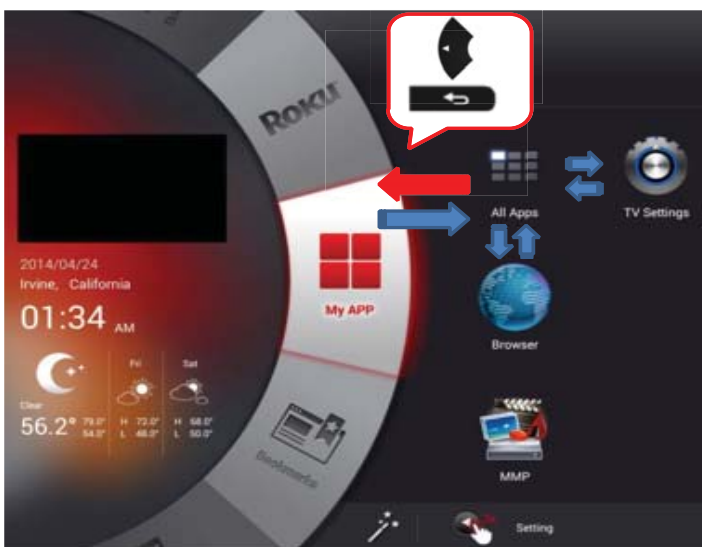 ROKU
All Apps
TV Settings
2014/04/24
Irvine, California
01:34 AM
My APP
Browser
Fri
Sat
Clear
56.2° 79.0° 54.0°
H 72.0°
L 48.0°
H 68.0°
L 50.0°
Bookmarks
MMP
Setting